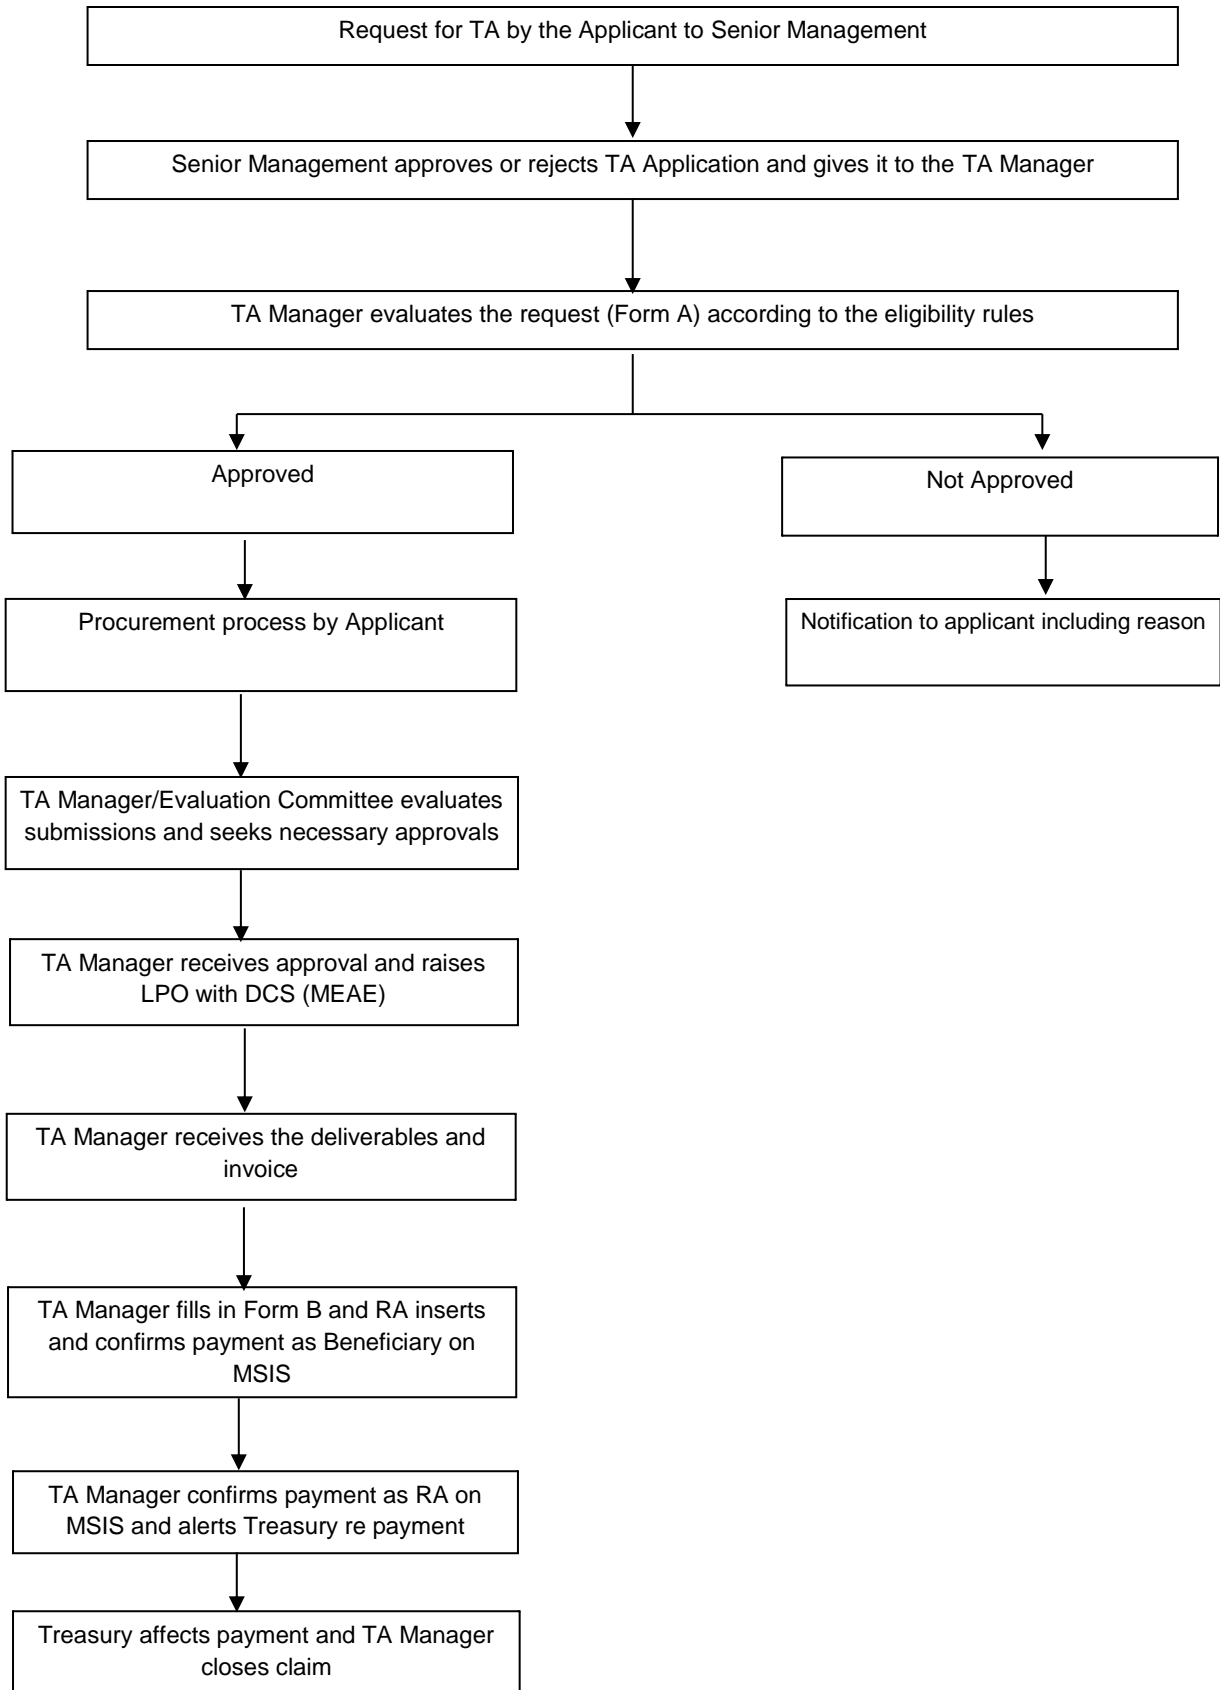 Request for TA by the Applicant to Senior Management
Senior Management approves or rejects TA Application and gives it to the TA Manager
TA Manager evaluates the request (Form A) according to the eligibility rules
Approved
Not Approved
Procurement process by Applicant
Notification to applicant including reason
TA Manager/Evaluation Committee evaluates
submissions and seeks necessary approvals
TA Manager receives approval and raises
LPO with DCS (MEAE)
TA Manager receives the deliverables and
invoice
TA Manager fills in Form B and RA inserts
and confirms payment as Beneficiary on
MSIS
TA Manager confirms payment as RA on
MSIS and alerts Treasury re payment
Treasury affects payment and TA Manager
closes claim